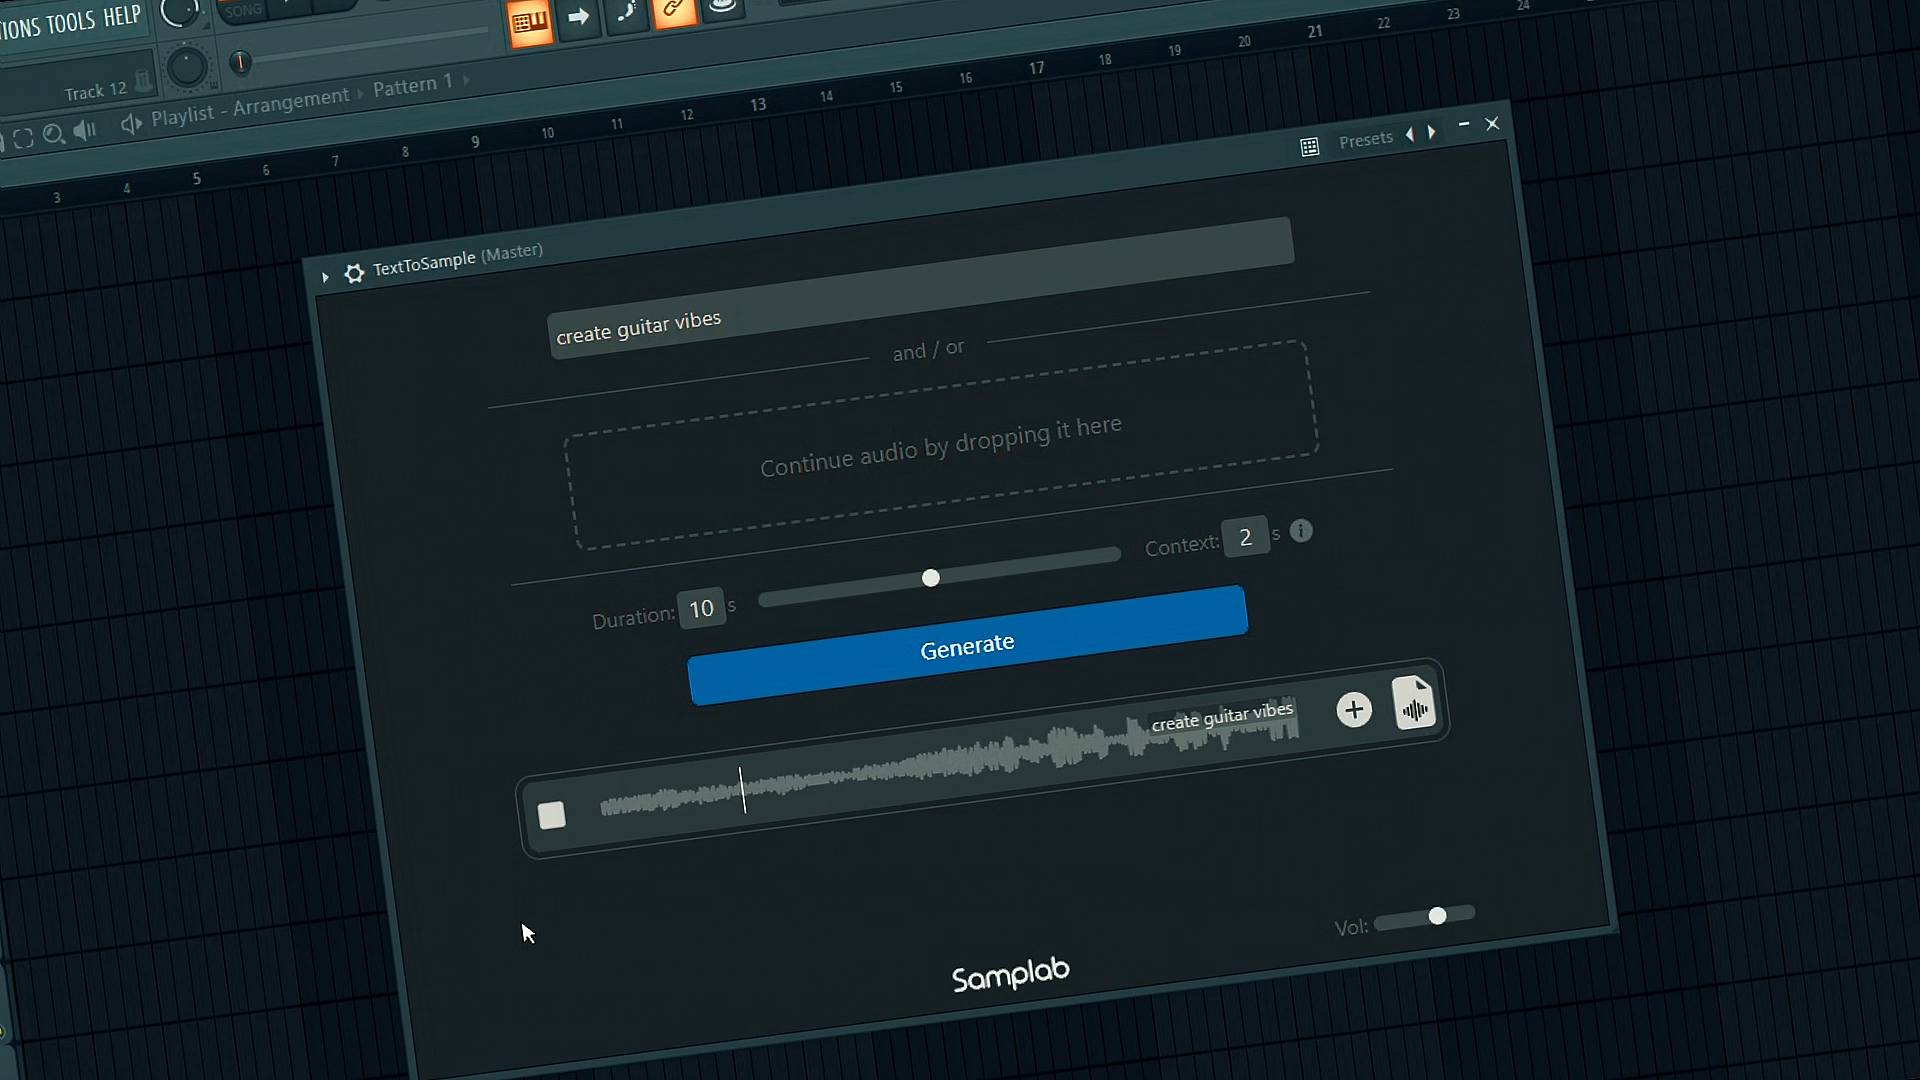 IONS TOOLS HELP
SONG
Track 12
Playlist - Arrangement Pattern 1
3 4 5 6 7 8 9 10 11 12 13 14 15 16 17 18 19 20 21 22 23 24
TextToSample (Master)
Presets
create guitar vibes
and / or
Continue audio by dropping it here
Duration: 10 s
Context: 2 s
Generate
create guitar vibes
Vol:
Samplab